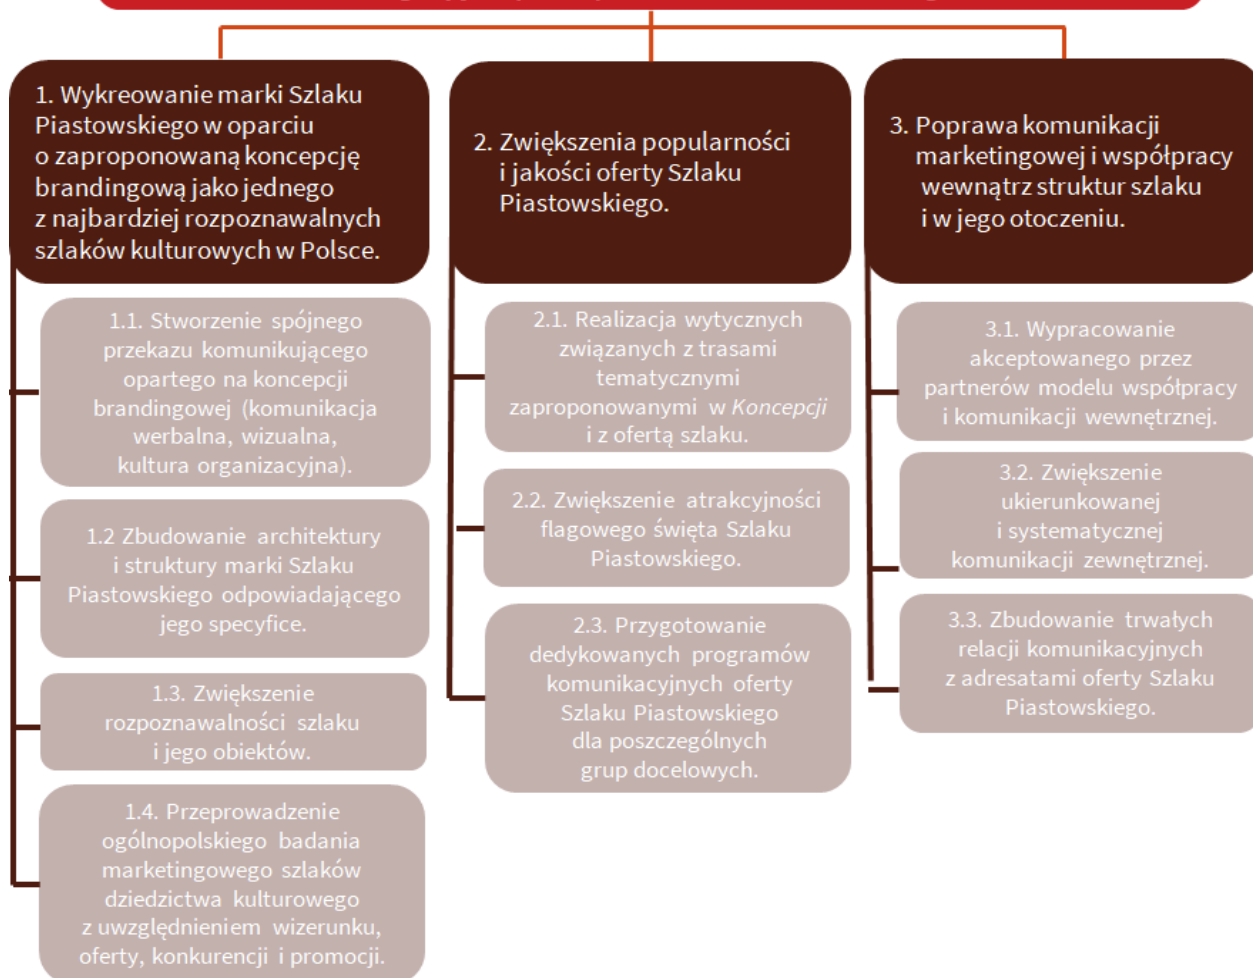 1. Wykreowanie marki Szlaku
Piastowskiego w oparciu
o zaproponowaną koncepcję
brandingową jako jednego
z najbardziej rozpoznawalnych
szlaków kulturowych w Polsce.
1.1. Stworzenie spójnego
przekazu komunikującego
opartego na koncepcji
brandingowej (komunikacja
werbalna, wizualna,
kultura organizacyjna).
1.2 Zbudowanie architektury
i struktury marki Szlaku
Piastowskiego odpowiadającego
jego specyfice.
1.3. Zwiększenie
rozpoznawalności szlaku
i jego obiektów.
1.4. Przeprowadzenie
ogólnopolskiego badania
marketingowego szlaków
dziedzictwa kulturowego
z uwzględnieniem wizerunku,
oferty, konkurencji i promocji.
2. Zwiększenia popularności
i jakości oferty Szlaku
Piastowskiego.
2.1. Realizacja wytycznych
związanych z trasami
tematycznymi
zaproponowanymi w Koncepcji
i z ofertą szlaku.
2.2. Zwiększenie atrakcyjności
flagowego święta Szlaku
Piastowskiego.
2.3. Przygotowanie
dedykowanych programów
komunikacyjnych oferty
Szlaku Piastowskiego
dla poszczególnych
grup docelowych.
3. Poprawa komunikacji
marketingowej i współpracy
wewnątrz struktur szlaku
i w jego otoczeniu.
3.1. Wypracowanie
akceptowanego przez
partnerów modelu współpracy
i komunikacji wewnętrznej.
3.2. Zwiększenie
ukierunkowanej
i systematycznej
komunikacji zewnętrznej.
3.3. Zbudowanie trwałych
relacji komunikacyjnych
z adresatami oferty Szlaku
Piastowskiego.